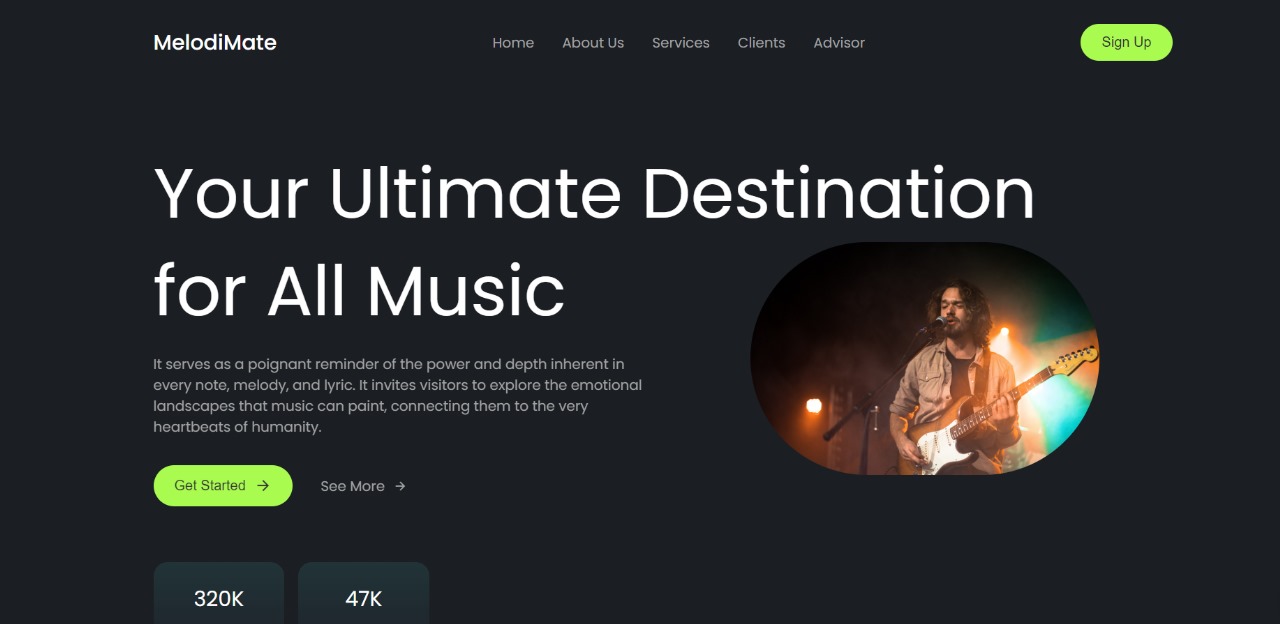 MelodiMate
Home
About Us
Services
Clients
Advisor
Sign Up
Your Ultimate Destination
for All Music
It serves as a poignant reminder of the power and depth inherent in
every note, melody, and lyric. It invites visitors to explore the emotional
landscapes that music can paint, connecting them to the very
heartbeats of humanity.
Get Started →
See More →
320K
47K